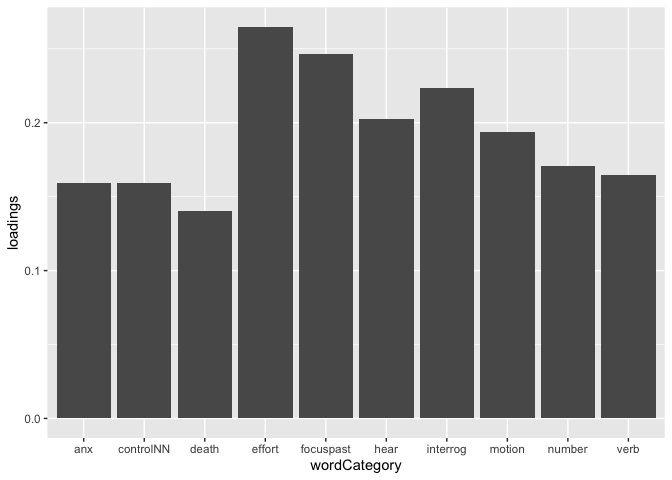 loadings
0.2
0.1
0.0
anx controlNN death effort focuspast hear interrog motion number verb
wordCategory